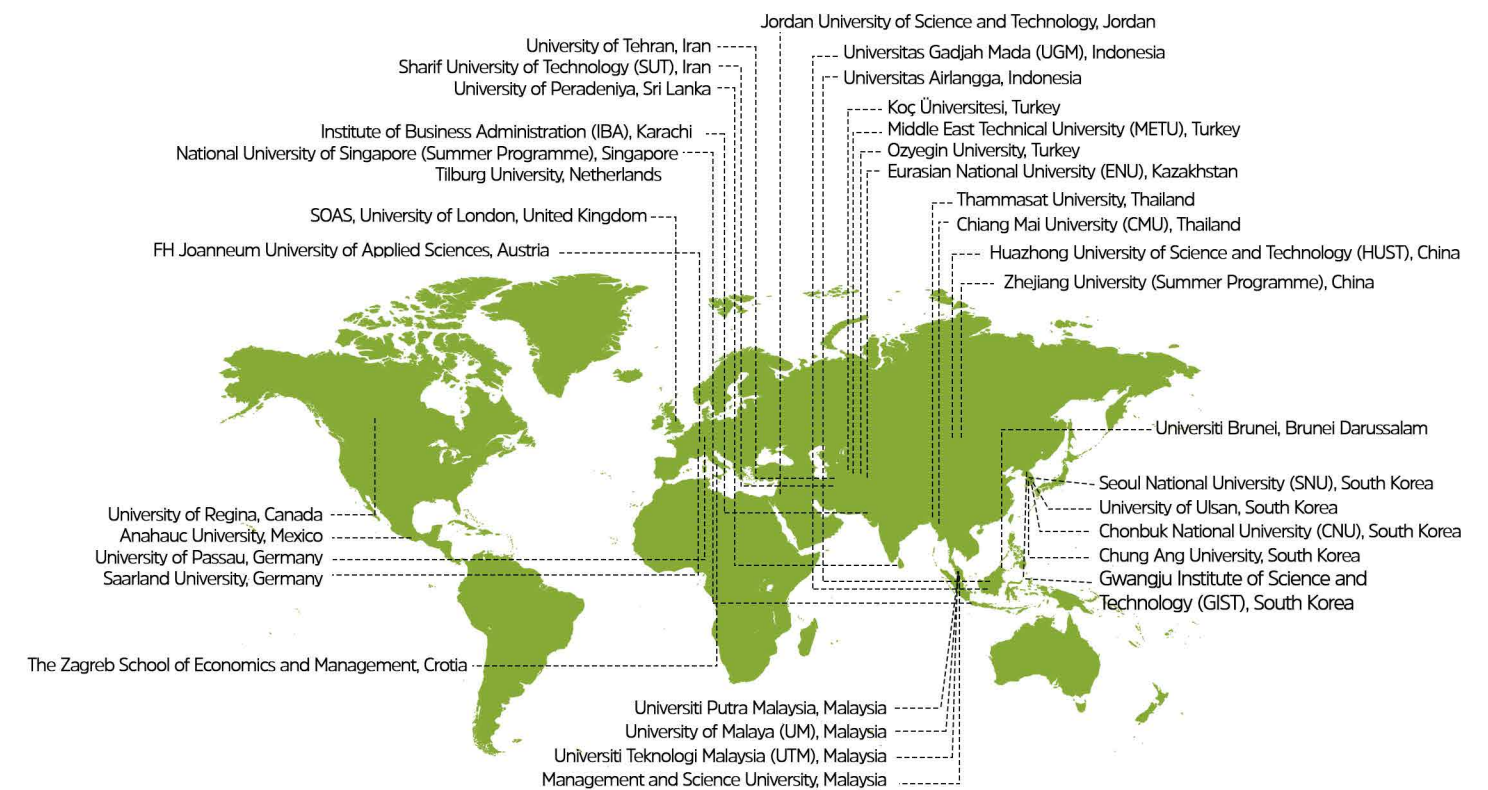 Jordan University of Science and Technology, Jordan
University of Tehran, Iran
Sharif University of Technology (SUT), Iran
University of Peradeniya, Sri Lanka
Institute of Business Administration (IBA), Karachi
National University of Singapore (Summer Programme), Singapore
Tilburg University, Netherlands
SOAS, University of London, United Kingdom
FH Joanneum University of Applied Sciences, Austria
Universitas Gadjah Mada (UGM), Indonesia
Universitas Airlangga, Indonesia
Koç Üniversitesi, Turkey
Middle East Technical University (METU), Turkey
Ozyegin University, Turkey
Eurasian National University (ENU), Kazakhstan
Thammasat University, Thailand
Chiang Mai University (CMU), Thailand
Huazhong University of Science and Technology (HUST), China
Zhejiang University (Summer Programme), China
Universiti Brunei, Brunei Darussalam
Seoul National University (SNU), South Korea
University of Ulsan, South Korea
Chonbuk National University (CNU), South Korea
Chung Ang University, South Korea
Gwangju Institute of Science and
Technology (GIST), South Korea
University of Regina, Canada
Anahauc University, Mexico
University of Passau, Germany
Saarland University, Germany
The Zagreb School of Economics and Management, Crotia
Universiti Putra Malaysia, Malaysia
University of Malaya (UM), Malaysia
Universiti Teknologi Malaysia (UTM), Malaysia
Management and Science University, Malaysia